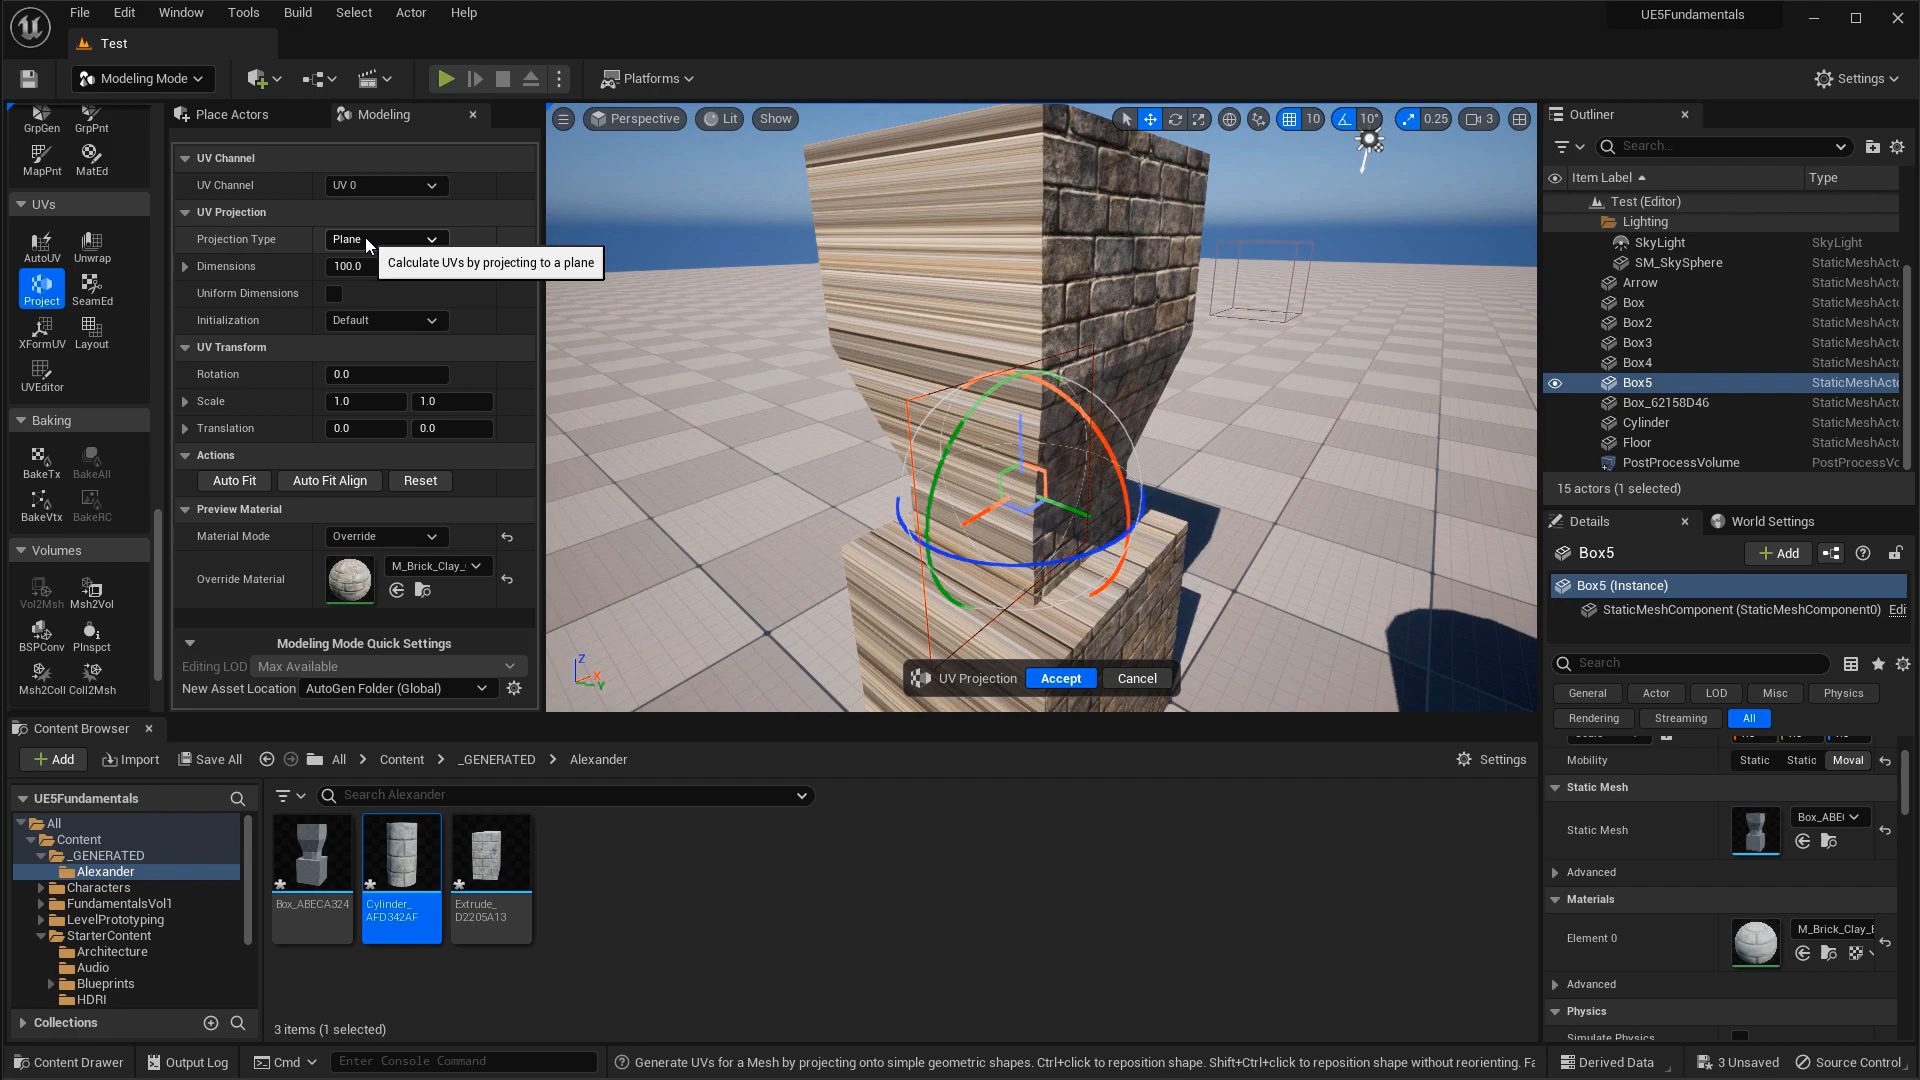 File Edit Window Tools Build Select Actor Help
UE5Fundamentals
Test
Modeling Mode
Platforms
Settings
GrpGen GrpPnt
MapPnt MatEd
UVs
AutoUV Unwrap
Project SeamEd
XFormUV Layout
UVEditor
Baking
BakeTx BakeAll
BakeVtx BakeRC
Volumes
Vol2Msh Msh2Vol
BSPConv PInspct
Msh2Coll Coll2Msh
Place Actors
Modeling
UV Channel
UV Channel UV 0
UV Projection
Projection Type Plane
Calculate UVs by projecting to a plane
Dimensions 100.0
Uniform Dimensions
Initialization Default
UV Transform
Rotation 0.0
Scale 1.0 1.0
Translation 0.0 0.0
Actions
Auto Fit Auto Fit Align Reset
Preview Material
Material Mode Override
Override Material M_Brick_Clay_
Modeling Mode Quick Settings
Editing LOD Max Available
New Asset Location AutoGen Folder (Global)
Perspective Lit Show
10 10° 0.25 3
Z X Y
UV Projection Accept Cancel
Outliner
Search...
Item Label Type
Test (Editor)
Lighting
SkyLight SkyLight
SM_SkySphere StaticMeshActo
Arrow StaticMeshActo
Box StaticMeshActo
Box2 StaticMeshActo
Box3 StaticMeshActo
Box4 StaticMeshActo
Box5 StaticMeshActo
Box_62158D46 StaticMeshActo
Cylinder StaticMeshActo
Floor StaticMeshActo
PostProcessVolume PostProcessVo
15 actors (1 selected)
Details World Settings
Box5
Add
Box5 (Instance)
StaticMeshComponent (StaticMeshComponent0) Edi
Search
General Actor LOD Misc Physics
Rendering Streaming All
Mobility Static Static Moval
Static Mesh
Static Mesh Box_ABE
Advanced
Materials
Element 0 M_Brick_Clay_B
Advanced
Physics
Simulate Physics
Content Browser
Add Import Save All All Content _GENERATED Alexander Settings
UE5Fundamentals
All
Content
_GENERATED
Alexander
Characters
FundamentalsVol1
LevelPrototyping
StarterContent
Architecture
Audio
Blueprints
HDRI
Collections
Search Alexander
Box_ABECA324
Cylinder_
AFD342AF
Extrude_
D2205A13
3 items (1 selected)
Content Drawer Output Log Cmd Enter Console Command
Generate UVs for a Mesh by projecting onto simple geometric shapes. Ctrl+click to reposition shape. Shift+Ctrl+click to reposition shape without reorienting. Fa
Derived Data 3 Unsaved Source Control